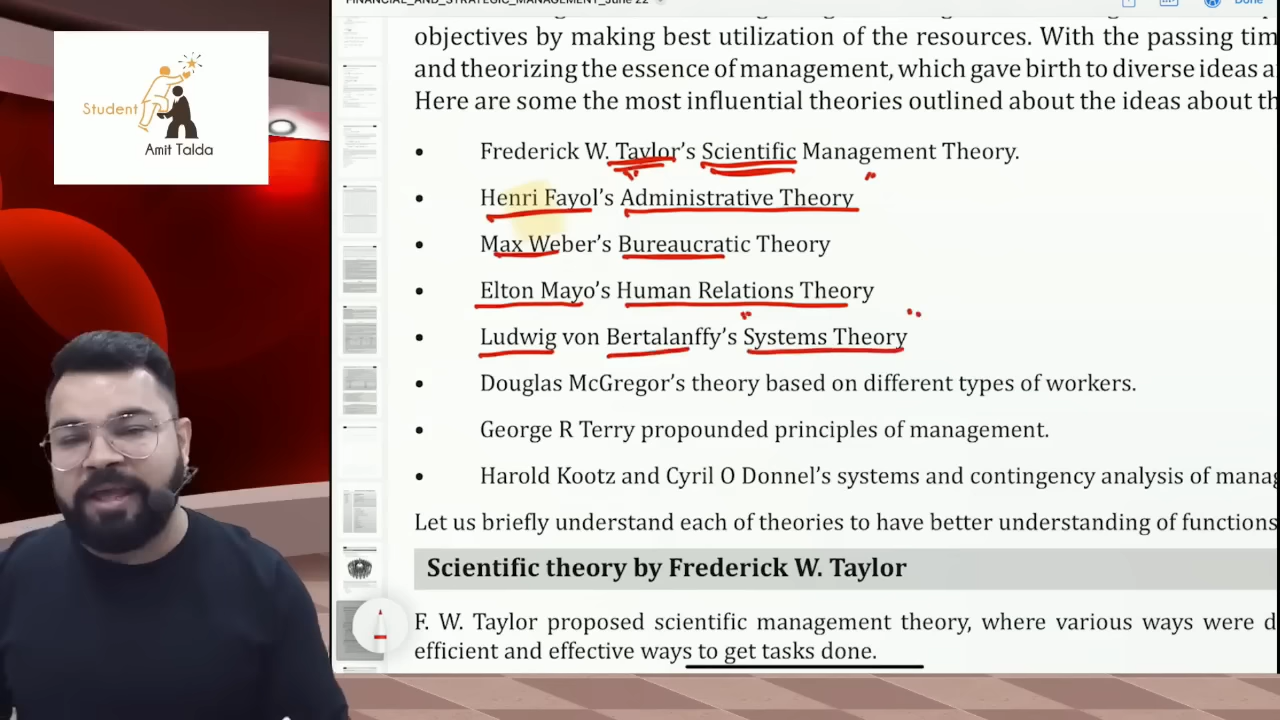 FINANCIAL_AND_STRATEGIC_MANAGEMENT_June 22
Done
Student
Amit Talda
objectives by making best utilization of the resources. With the passing tim
and theorizing the essence of management, which gave birth to diverse ideas a
Here are some the most influential theories outlined about the ideas about th
• Frederick W. Taylor's Scientific Management Theory.
• Henri Fayol's Administrative Theory
• Max Weber's Bureaucratic Theory
• Elton Mayo's Human Relations Theory
• Ludwig von Bertalanffy's Systems Theory
• Douglas McGregor's theory based on different types of workers.
• George R Terry propounded principles of management.
• Harold Kootz and Cyril O Donnel's systems and contingency analysis of manag
Let us briefly understand each of theories to have better understanding of functions
Scientific theory by Frederick W. Taylor
F. W. Taylor proposed scientific management theory, where various ways were d
efficient and effective ways to get tasks done.